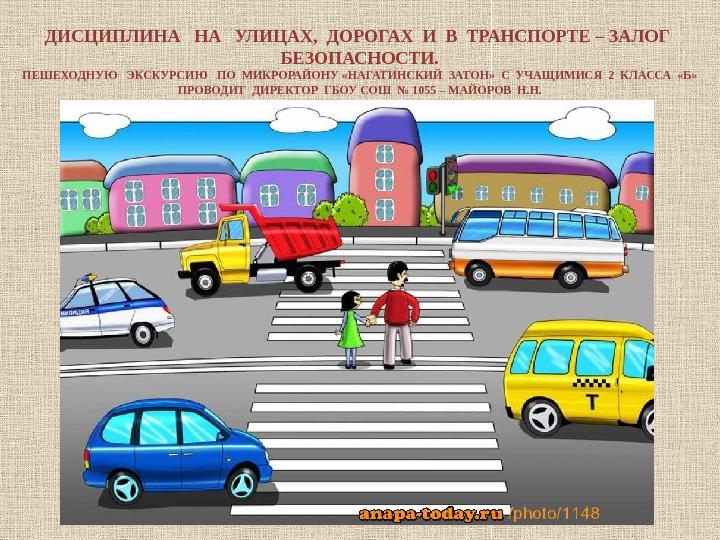 ДИСЦИПЛИНА НА УЛИЦАХ, ДОРОГАХ И В ТРАНСПОРТЕ – ЗАЛОГ
БЕЗОПАСНОСТИ.
ПЕШЕХОДНУЮ ЭКСКУРСИЮ ПО МИКРОРАЙОНУ «НАГАТИНСКИЙ ЗАТОН» С УЧАЩИМИСЯ 2 КЛАССА «Б»
ПРОВОДИТ ДИРЕКТОР ГБОУ СОШ № 1055 – МАЙОРОВ Н.Н.
МИЛИЦИЯ
Т
anapa-today.ru /photo/1148